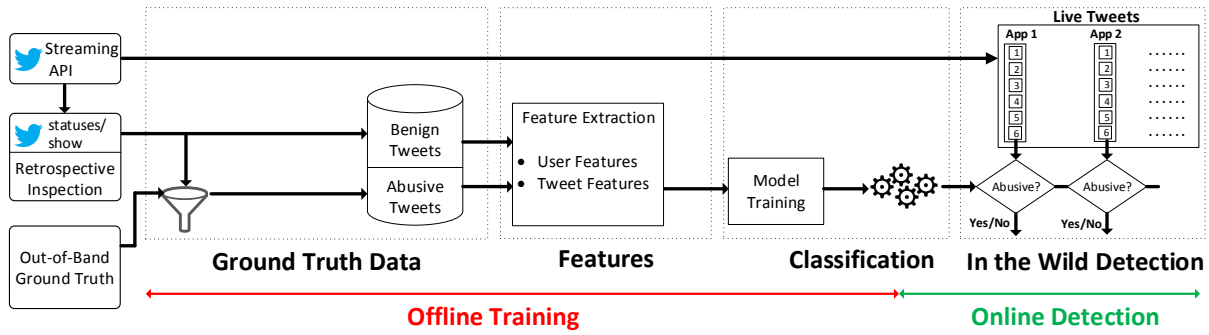 Streaming
API
statuses/
show
Retrospective
Inspection
Out-of-Band
Ground Truth
Benign
Tweets
Abusive
Tweets
Ground Truth Data
Feature Extraction
• User Features
• Tweet Features
Features
Model
Training
Classification
Live Tweets
App 1
App 2
1
2
3
4
5
6
1
2
3
4
5
6
......
......
......
......
......
......
Abusive?
Abusive?
Yes/No
Yes/No
In the Wild Detection
Offline Training
Online Detection